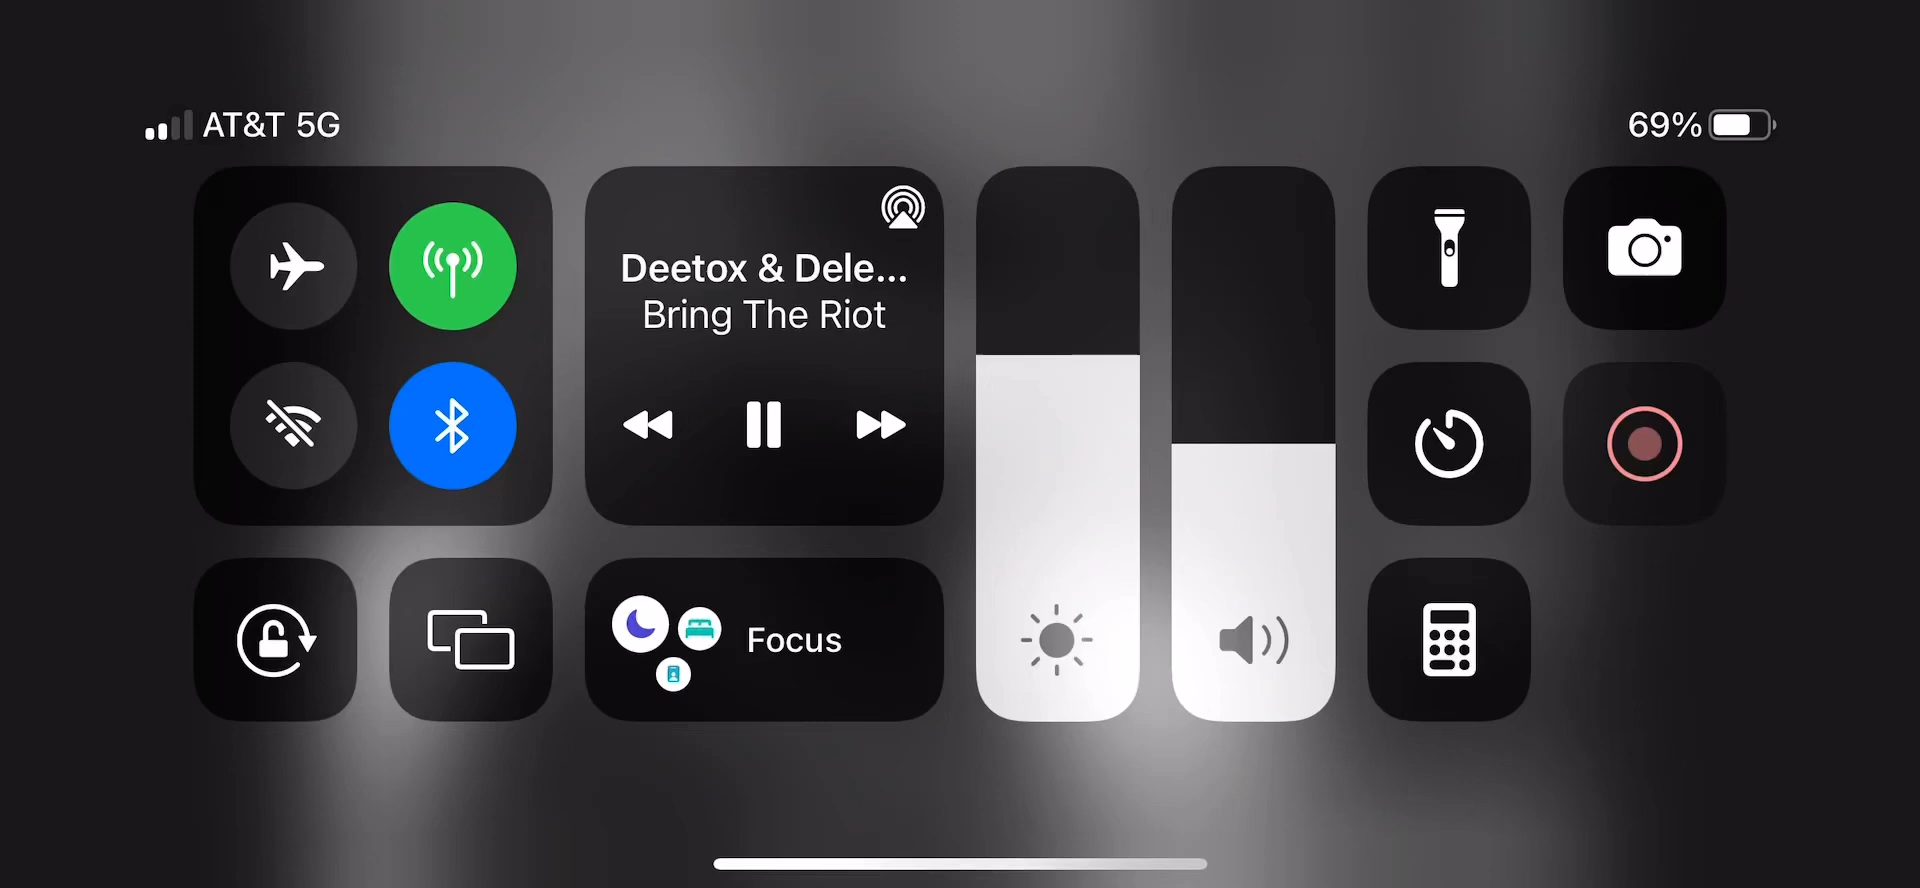 AT&T 5G
69%
Deetox & Dele...
Bring The Riot
Focus